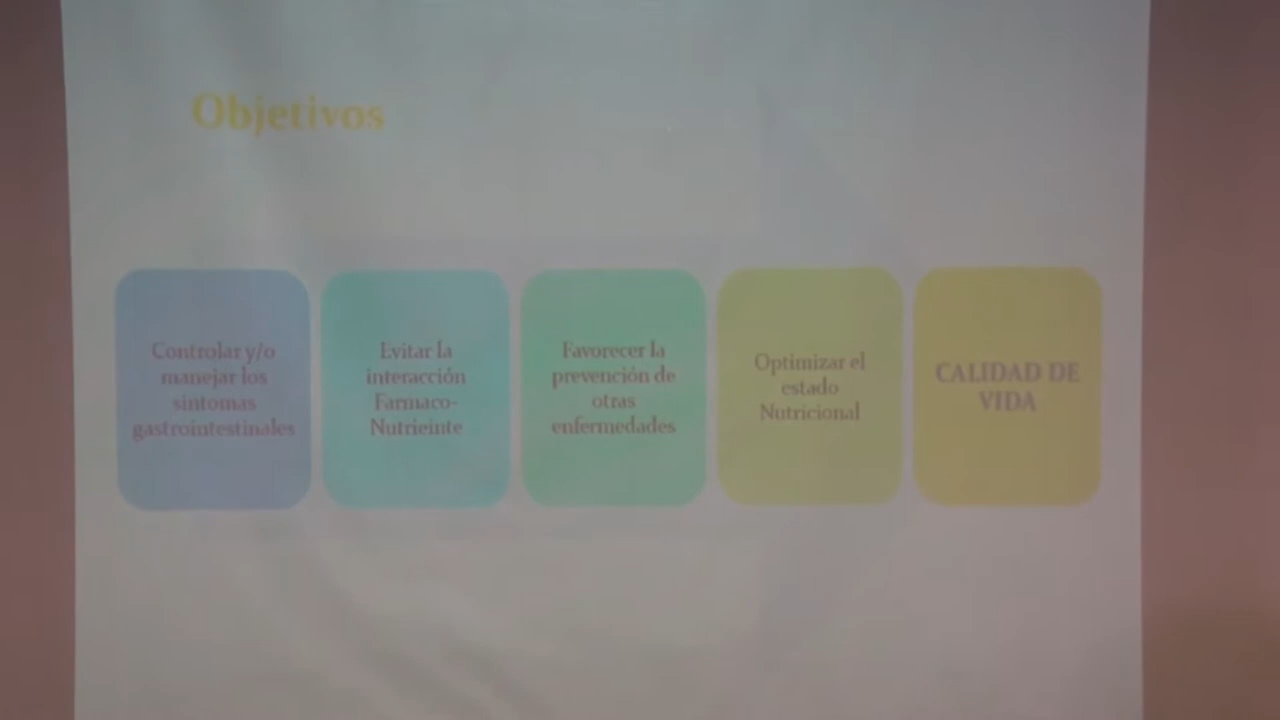 Objetivos
Controlar y/o
manejar los
sintomas
gastrointestinales
Evitar la
interacción
Farmaco-
Nutrieinte
Favorecer la
prevención de
otras
enfermedades
Optimizar el
estado
Nutricional
CALIDAD DE
VIDA